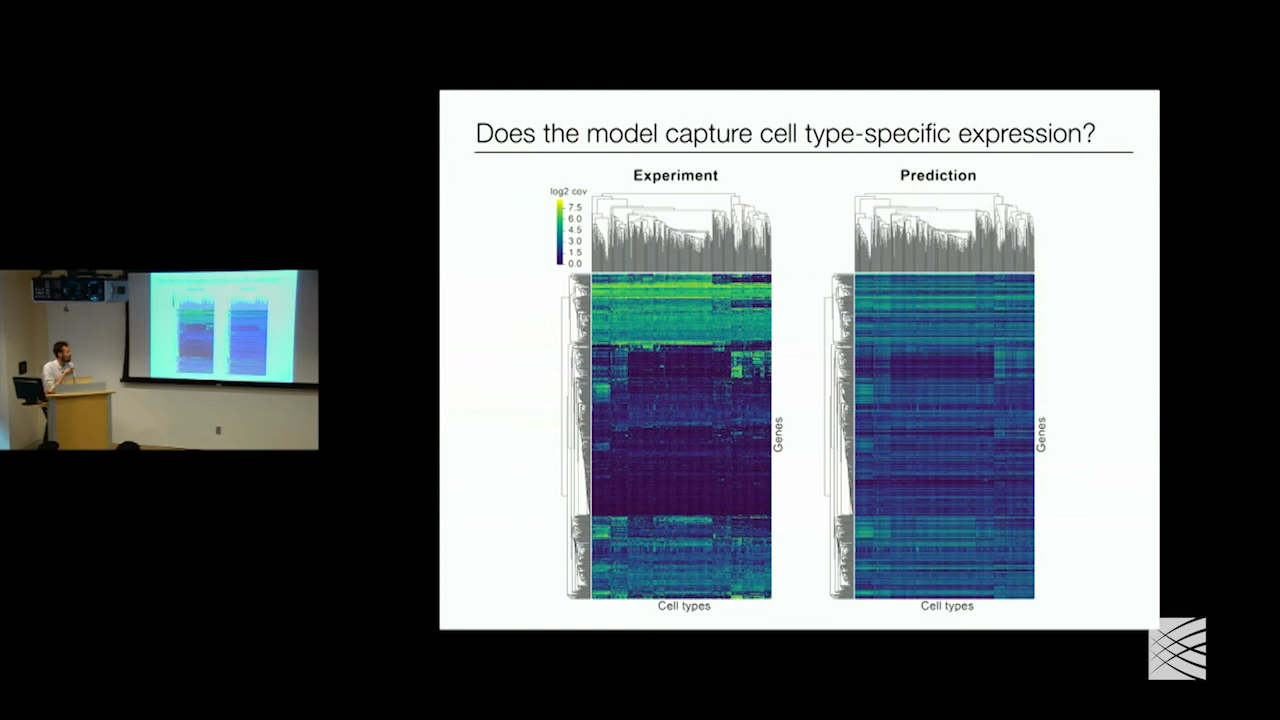 Does the model capture cell type-specific expression?
Experiment
Prediction
log2 cov
7.5
6.0
4.5
3.0
1.5
0.0
Genes
Genes
Cell types
Cell types